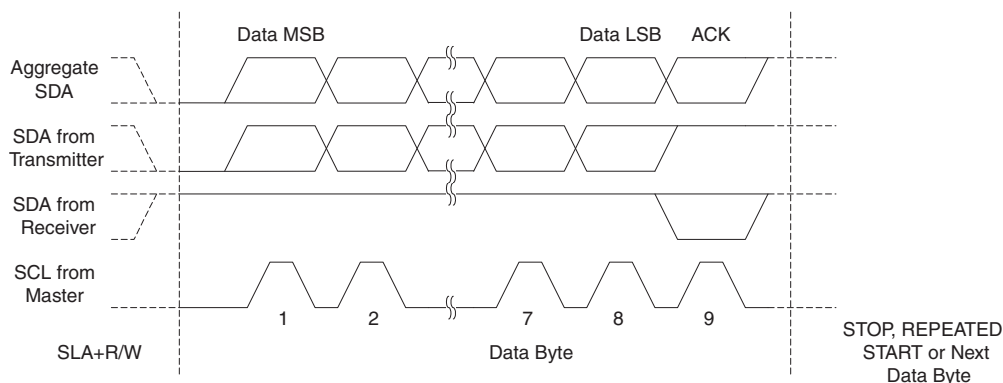 Data MSB
Data LSB
ACK
Aggregate
SDA
SDA from
Transmitter
SDA from
Receiver
SCL from
Master
1
2
7
8
9
SLA+R/W
Data Byte
STOP, REPEATED
START or Next
Data Byte